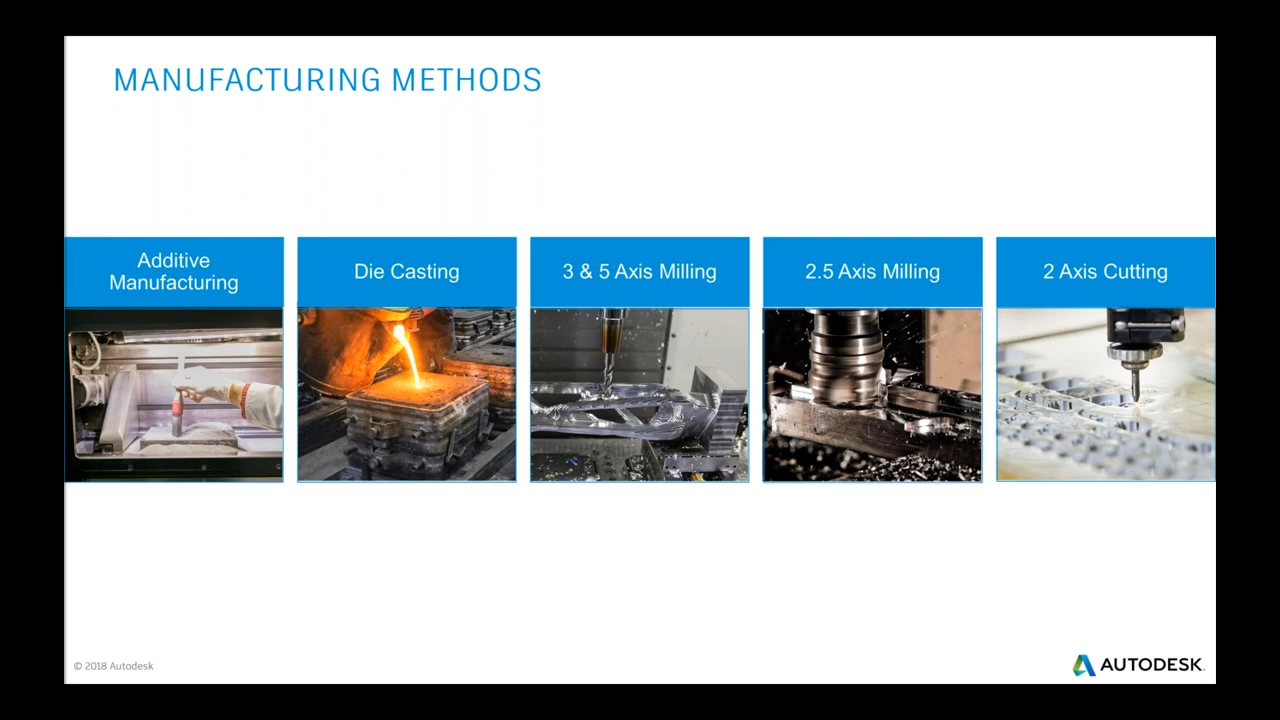 MANUFACTURING METHODS
Additive
Manufacturing
Die Casting
3 & 5 Axis Milling
2.5 Axis Milling
2 Axis Cutting
© 2018 Autodesk
AUTODESK.